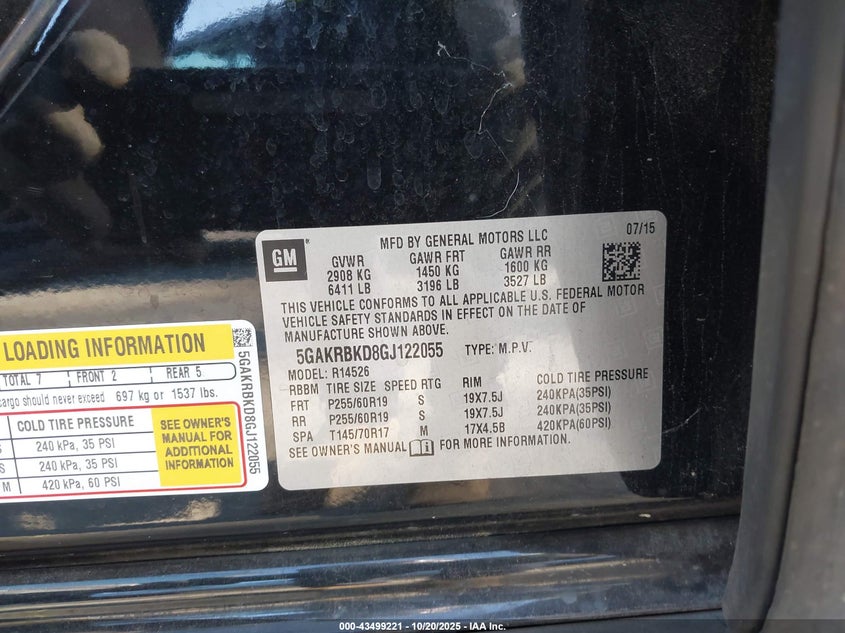 GM
MFD BY GENERAL MOTORS LLC
07/15
GVWR GAWR FRT GAWR RR
2908 KG 1450 KG 1600 KG
6411 LB 3196 LB 3527 LB
THIS VEHICLE CONFORMS TO ALL APPLICABLE U.S. FEDERAL MOTOR
VEHICLE SAFETY STANDARDS IN EFFECT ON THE DATE OF
MANUFACTURE SHOWN ABOVE.
5GAKRBKD8GJ122055 TYPE: M.P.V.
MODEL: R14526
RBBM TIRE SIZE SPEED RTG RIM COLD TIRE PRESSURE
FRT P255/60R19 S 19X7.5J 240KPA(35PSI)
RR P255/60R19 S 19X7.5J 240KPA(35PSI)
SPA T145/70R17 M 17X4.5B 420KPA(60PSI)
SEE OWNER'S MANUAL FOR MORE INFORMATION.
LOADING INFORMATION
TOTAL 7 FRONT 2 REAR 5
cargo should never exceed 697 kg or 1537 lbs.
COLD TIRE PRESSURE
S 240 kPa, 35 PSI
S 240 kPa, 35 PSI
M 420 kPa, 60 PSI
SEE OWNER'S
MANUAL FOR
ADDITIONAL
INFORMATION
5GAKRBKD8GJ122055
000-43499221 - 10/20/2025 - IAA Inc.